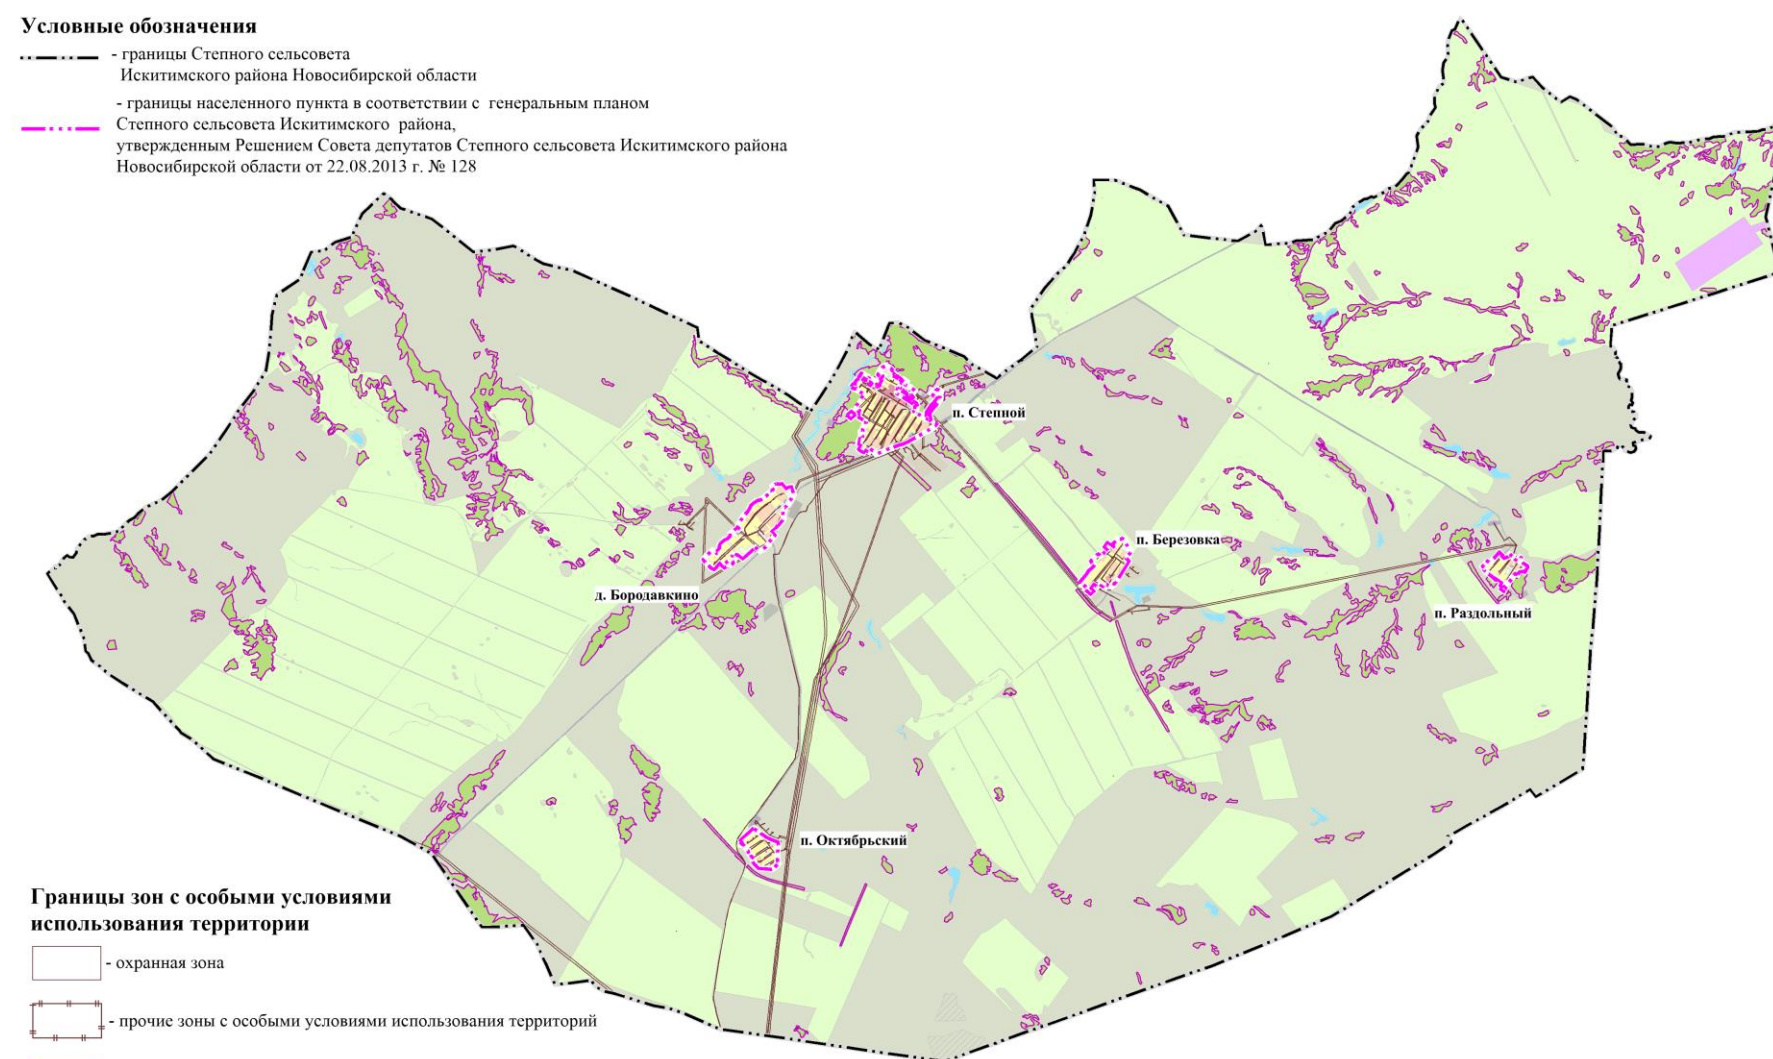 Условные обозначения
- границы Степного сельсовета
Искитимского района Новосибирской области
- границы населенного пункта в соответствии с генеральным планом
Степного сельсовета Искитимского района,
утвержденным Решением Совета депутатов Степного сельсовета Искитимского района
Новосибирской области от 22.08.2013 г. № 128
п. Степной
п. Березовка
д. Бородавкино
п. Раздольный
п. Октябрьский
Границы зон с особыми условиями
использования территории
- охранная зона
- прочие зоны с особыми условиями использования территорий